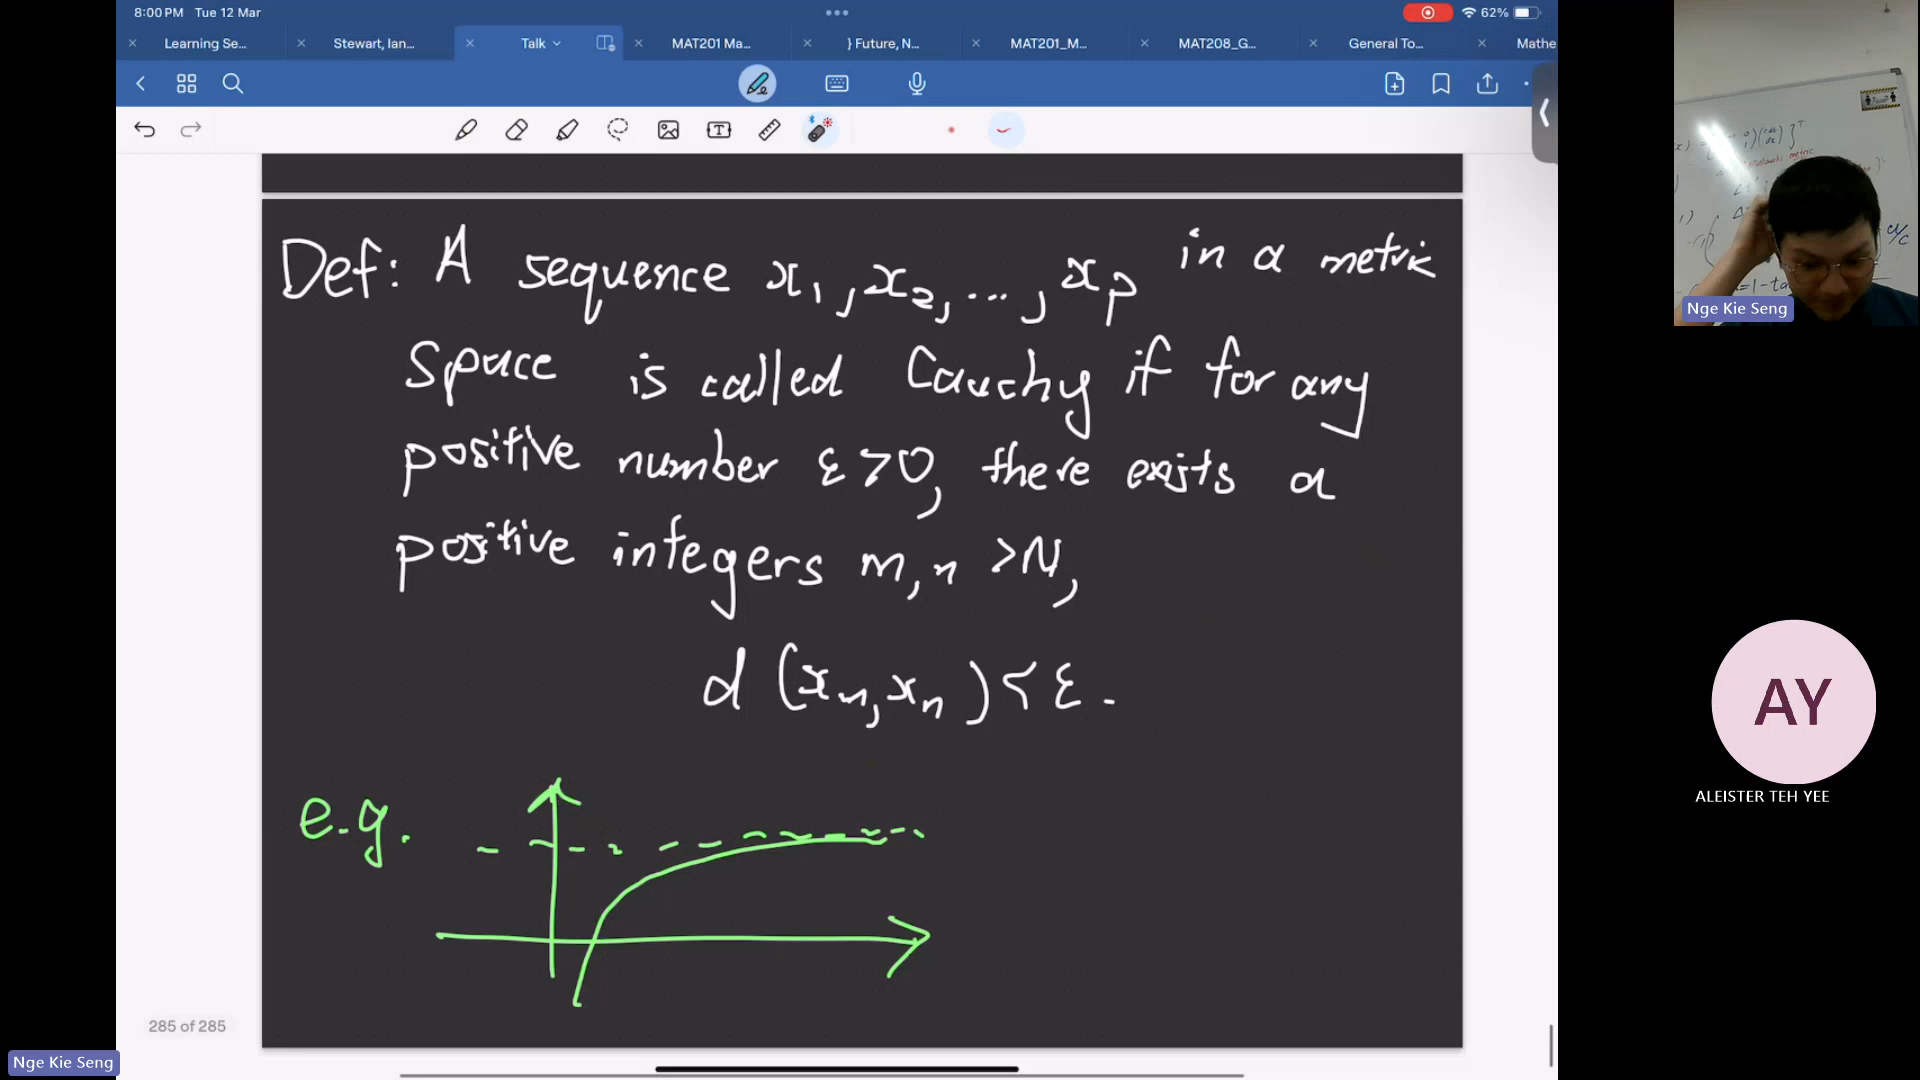 8:00 PM Tue 12 Mar
62%
Learning Se...
Stewart, Ian...
Talk
MAT201 Ma...
} Future, N...
MAT201_M...
MAT208_G...
General To...
Mathe
Def: A sequence x₁, x₂, ..., xₚ in a metric
space is called Cauchy if for any
positive number ε>0, there exists a
positive integers m, n >N,
d (xₙ, xₙ) < ε.
e.g.
285 of 285
Nge Kie Seng
Nge Kie Seng
AY
ALEISTER TEH YEE